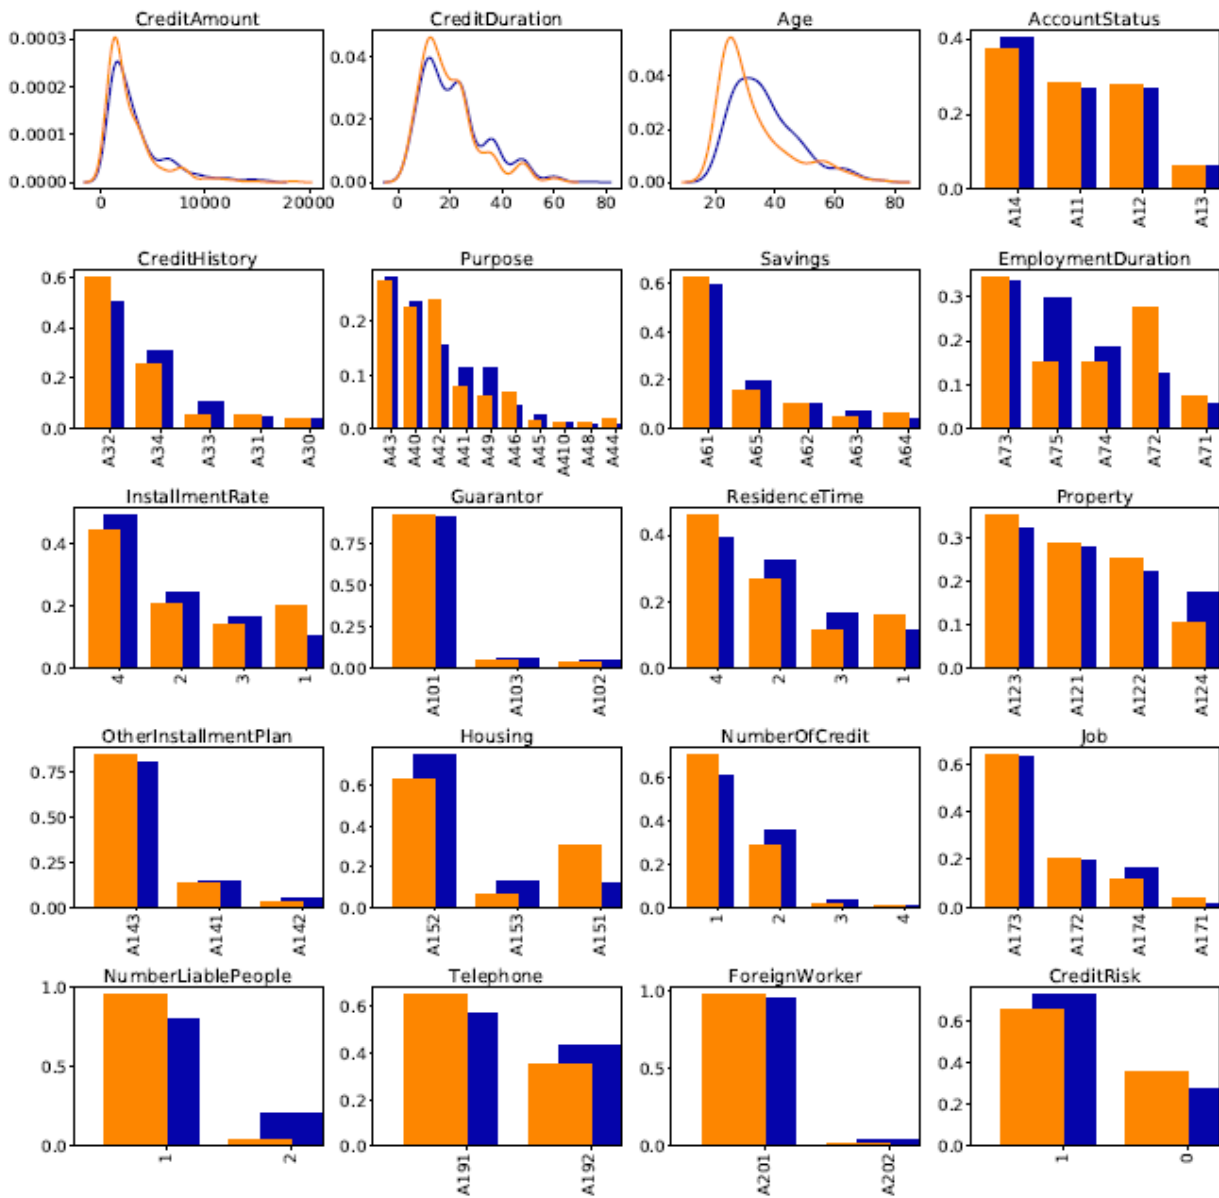 CreditAmount CreditDuration Age AccountStatus
0.0003 0.0002 0.0001 0.0000
0 10000 20000
0.04 0.02 0.00
0 20 40 60 80
0.04 0.02 0.00
20 40 60 80
0.4 0.2 0.0
A14 A11 A12 A13
CreditHistory Purpose Savings EmploymentDuration
0.6 0.4 0.2 0.0
A32 A34 A33 A31 A30
0.2 0.1 0.0
A43 A40 A42 A41 A49 A46 A45 A410 A48 A44
0.6 0.4 0.2 0.0
A61 A65 A62 A63 A64
0.3 0.2 0.1 0.0
A73 A75 A74 A72 A71
InstallmentRate Guarantor ResidenceTime Property
0.4 0.2 0.0
4 2 3 1
0.75 0.50 0.25 0.00
A101 A103 A102
0.4 0.2 0.0
4 2 3 1
0.3 0.2 0.1 0.0
A123 A121 A122 A124
OtherInstallmentPlan Housing NumberOfCredit Job
0.75 0.50 0.25 0.00
A143 A141 A142
0.6 0.4 0.2 0.0
A152 A153 A151
0.6 0.4 0.2 0.0
1 2 3 4
0.6 0.4 0.2 0.0
A173 A172 A174 A171
NumberLiablePeople Telephone ForeignWorker CreditRisk
1.0 0.5 0.0
1 2
0.6 0.4 0.2 0.0
A191 A192
1.0 0.5 0.0
A201 A202
0.6 0.4 0.2 0.0
1 0